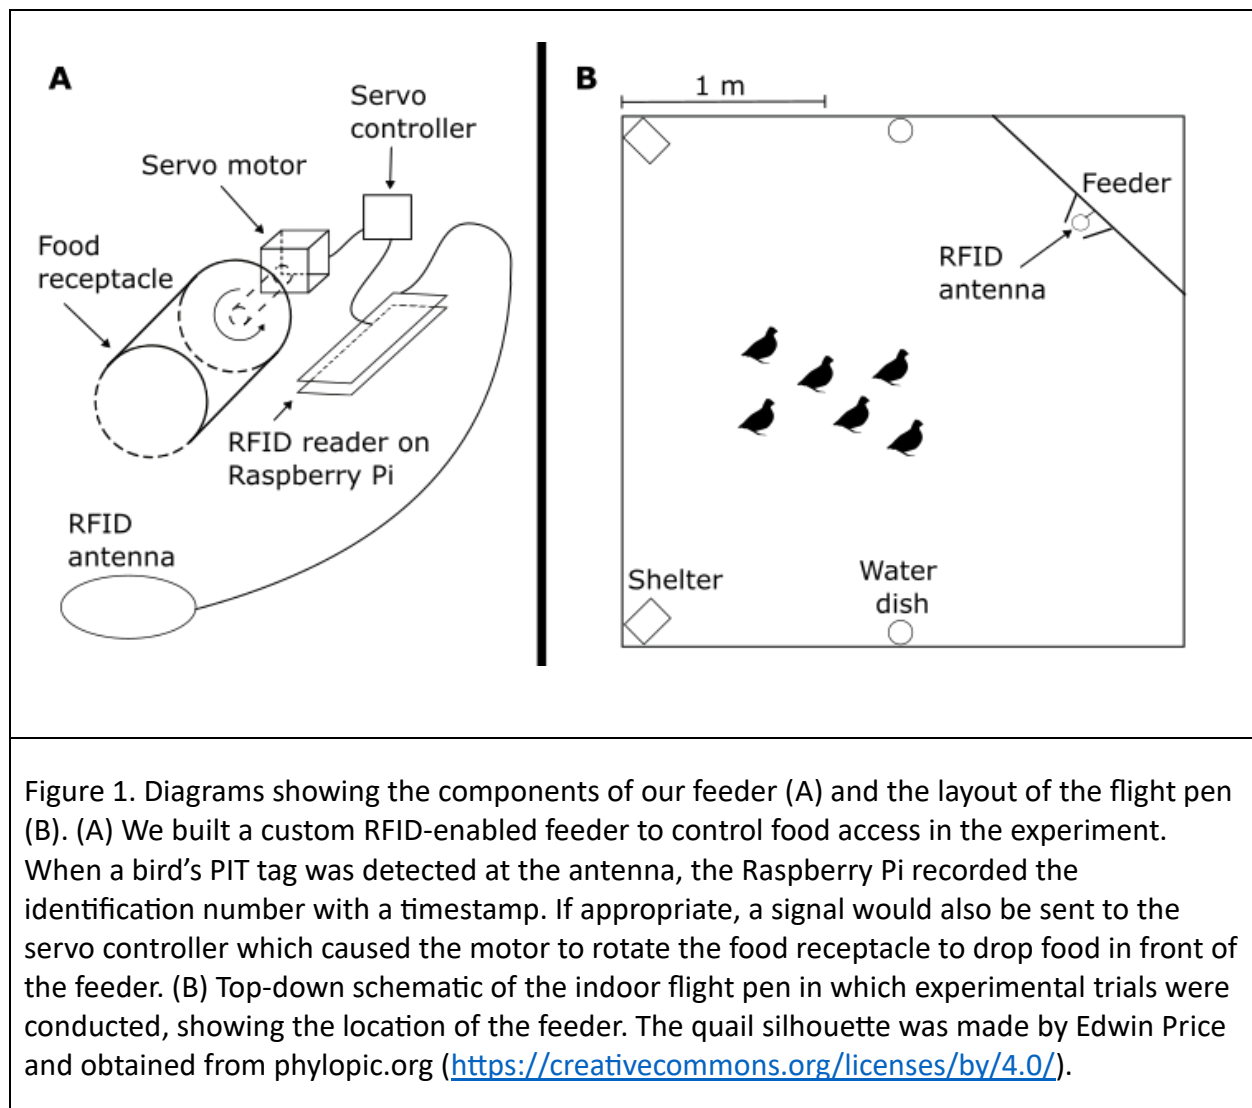 A
Servo
controller
Servo motor
Food
receptacle
RFID reader on
Raspberry Pi
RFID
antenna
B
1 m
Feeder
RFID
antenna
Shelter
Water
dish
Figure 1. Diagrams showing the components of our feeder (A) and the layout of the flight pen
(B). (A) We built a custom RFID-enabled feeder to control food access in the experiment.
When a bird’s PIT tag was detected at the antenna, the Raspberry Pi recorded the
identification number with a timestamp. If appropriate, a signal would also be sent to the
servo controller which caused the motor to rotate the food receptacle to drop food in front of
the feeder. (B) Top-down schematic of the indoor flight pen in which experimental trials were
conducted, showing the location of the feeder. The quail silhouette was made by Edwin Price
and obtained from phylopic.org (https://creativecommons.org/licenses/by/4.0/).